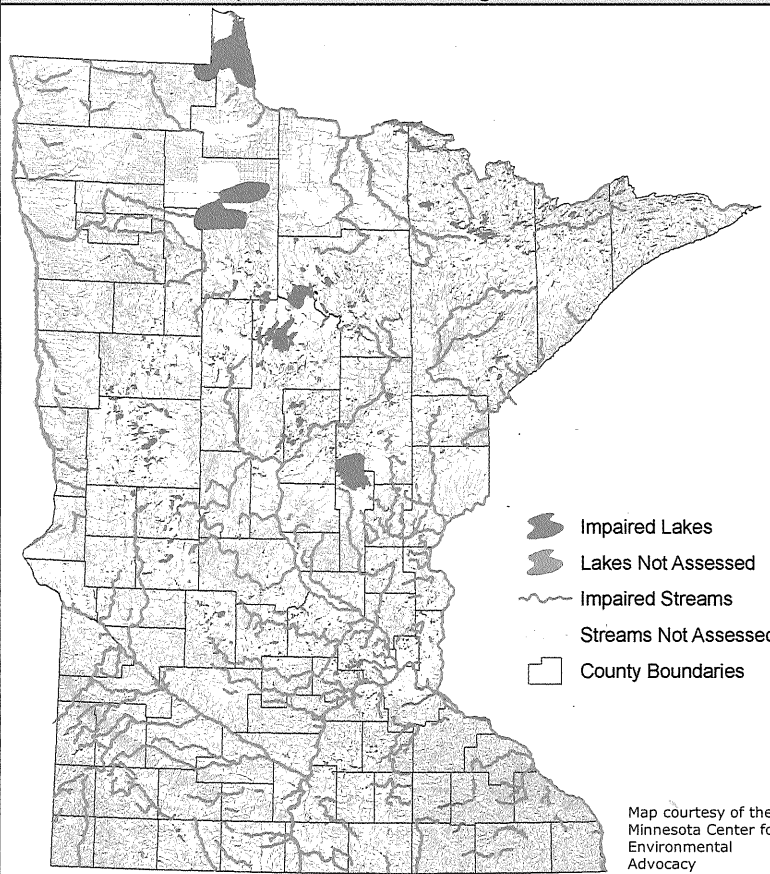 Impaired Lakes
Lakes Not Assessed
Impaired Streams
Streams Not Assessed
County Boundaries
Map courtesy of the
Minnesota Center fo
Environmental
Advocacy